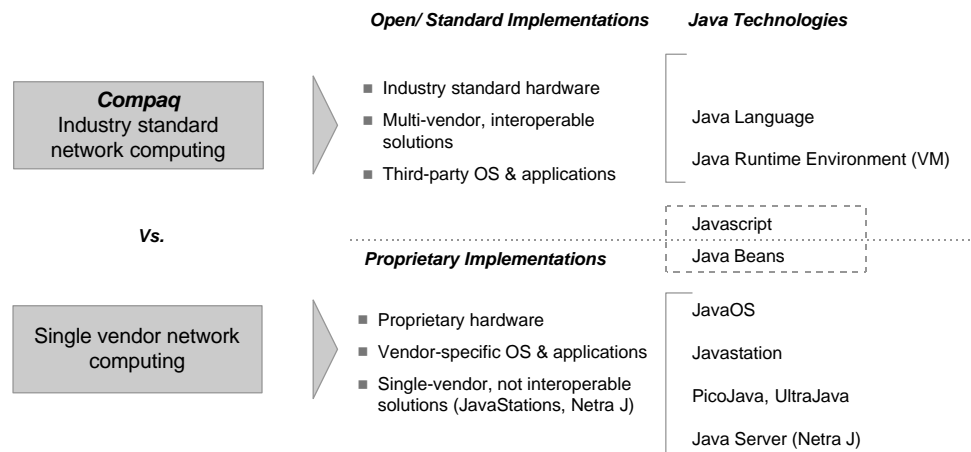 Open/ Standard Implementations
Java Technologies
Compaq
Industry standard
network computing
Industry standard hardware
Multi-vendor, interoperable
solutions
Third-party OS & applications
Java Language
Java Runtime Environment (VM)
Vs.
Javascript
Java Beans
Proprietary Implementations
Single vendor network
computing
Proprietary hardware
Vendor-specific OS & applications
Single-vendor, not interoperable
solutions (JavaStations, Netra J)
JavaOS
Javastation
PicoJava, UltraJava
Java Server (Netra J)